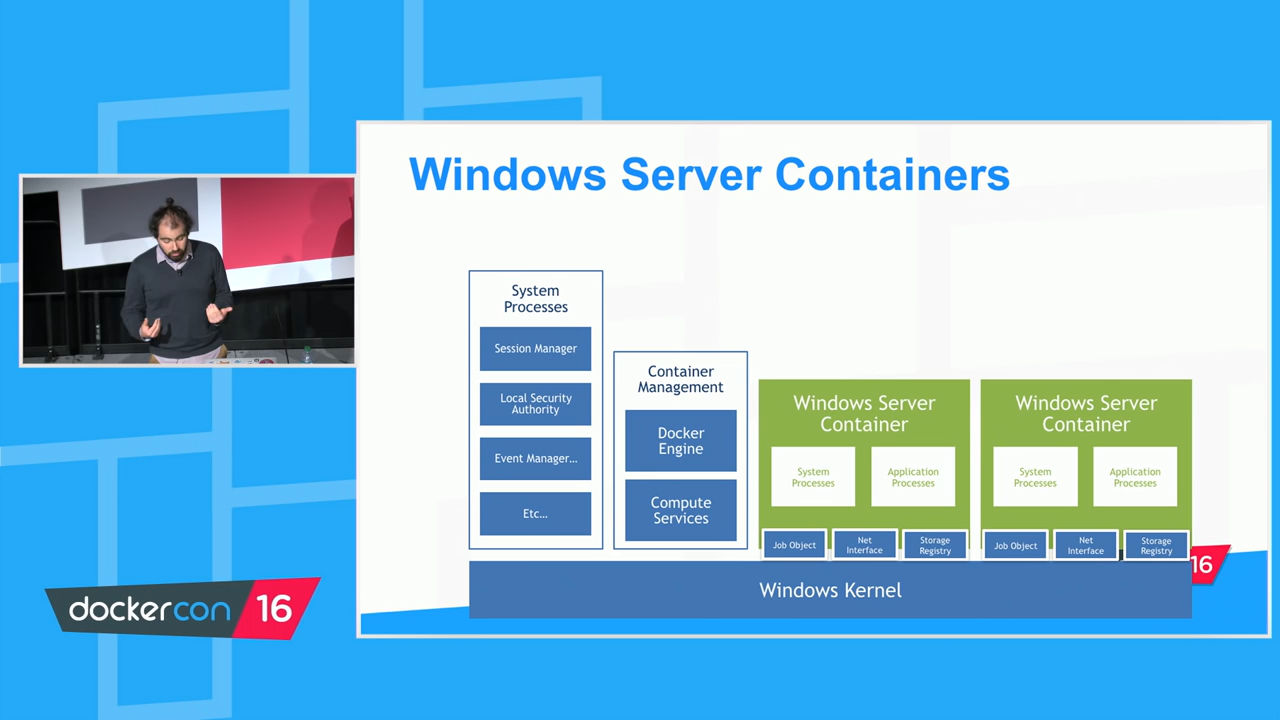 Windows Server Containers
System
Processes
Session Manager
Local Security
Authority
Event Manager...
Etc...
Container
Management
Docker
Engine
Compute
Services
Windows Server
Container
System
Processes
Application
Processes
Job Object
Net
Interface
Storage
Registry
Windows Server
Container
System
Processes
Application
Processes
Job Object
Net
Interface
Storage
Registry
Windows Kernel
16
dockercon 16